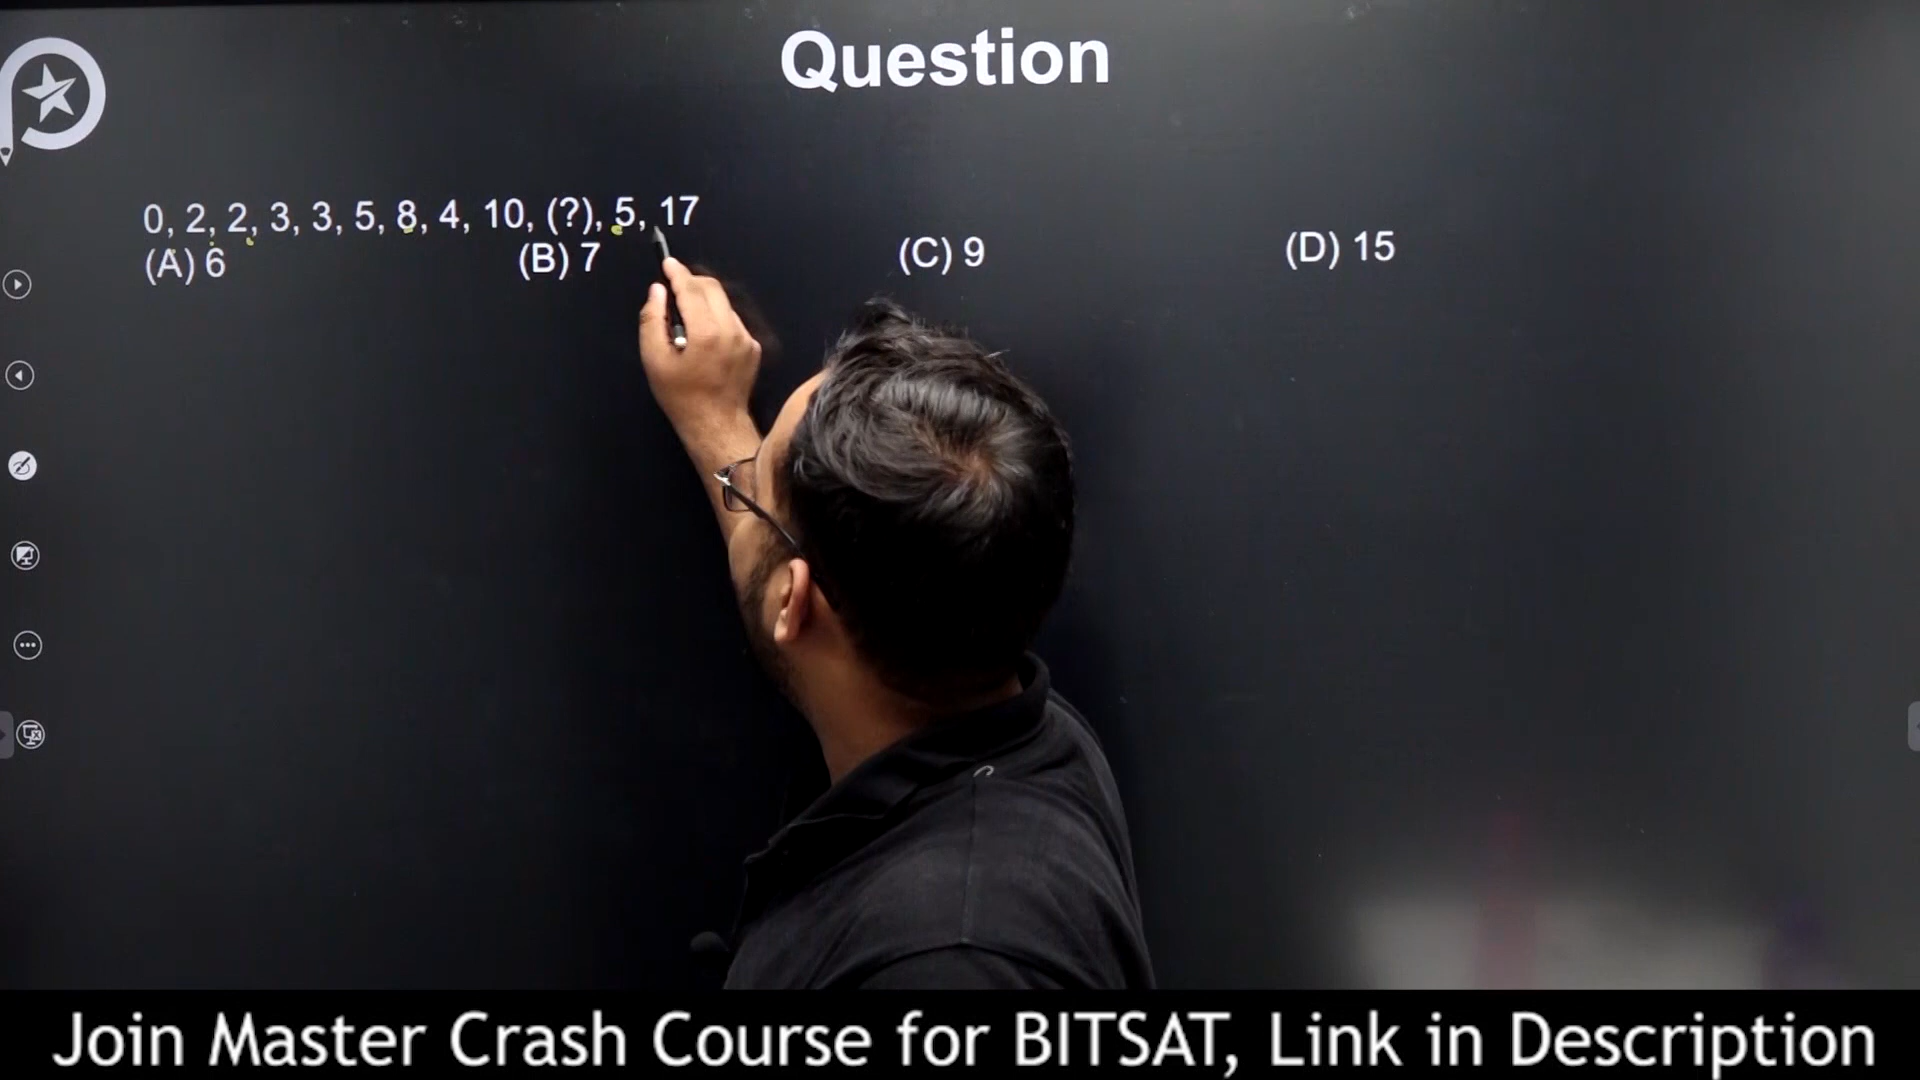 Question
0, 2, 2, 3, 3, 5, 8, 4, 10, (?), 5, 17
(A) 6 (B) 7 (C) 9 (D) 15
Join Master Crash Course for BITSAT, Link in Description